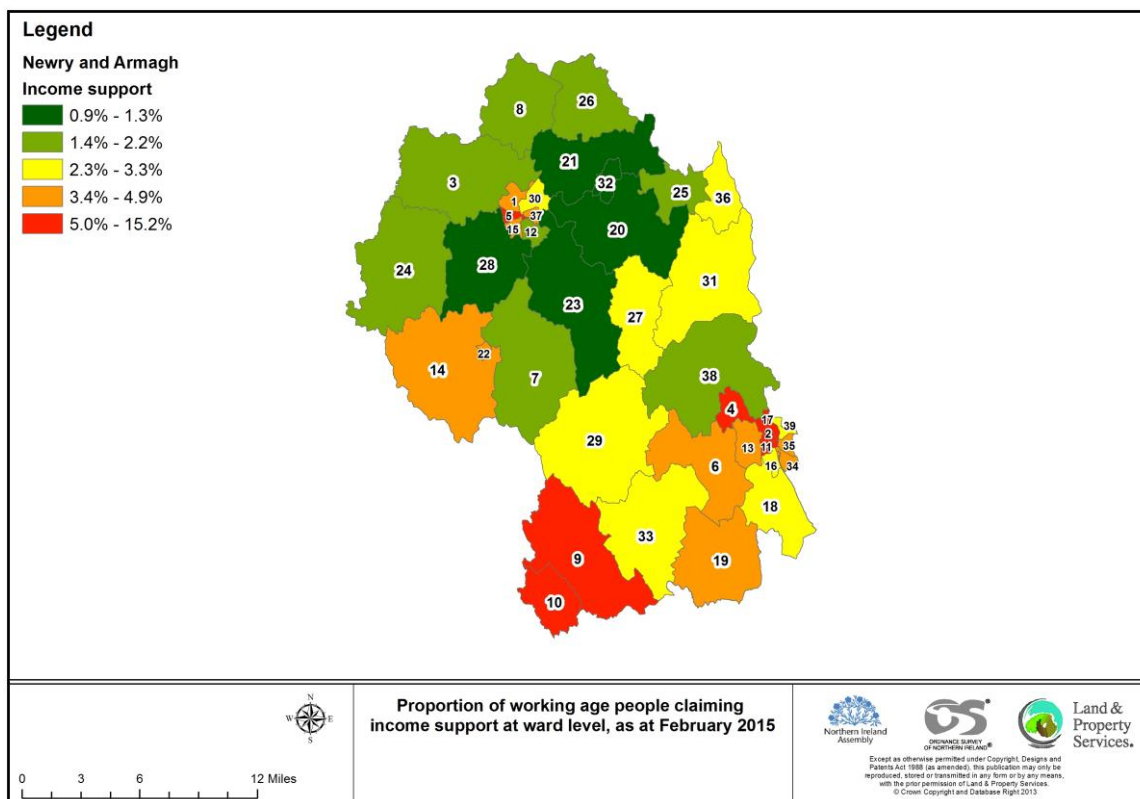 Legend
Newry and Armagh
Income support
0.9% - 1.3%
1.4% - 2.2%
2.3% - 3.3%
3.4% - 4.9%
5.0% - 15.2%
8
26
21
3
32
1
30
25
36
5
37
15
12
20
24
28
31
23
27
22
14
7
38
4
17
39
2
29
13
11
35
6
16
34
18
33
9
19
10
N
W
E
S
0 3 6 12 Miles
Proportion of working age people claiming
income support at ward level, as at February 2015
Northern Ireland
Assembly
OS®
ORDNANCE SURVEY
OF NORTHERN IRELAND®
Land &
Property
Services.
Except as otherwise permitted under Copyright, Designs and
Patents Act 1988 (as amended), this publication may only be
reproduced, stored or transmitted in any form or by any means,
with the prior permission of Land & Property Services.
© Crown Copyright and Database Right 2013